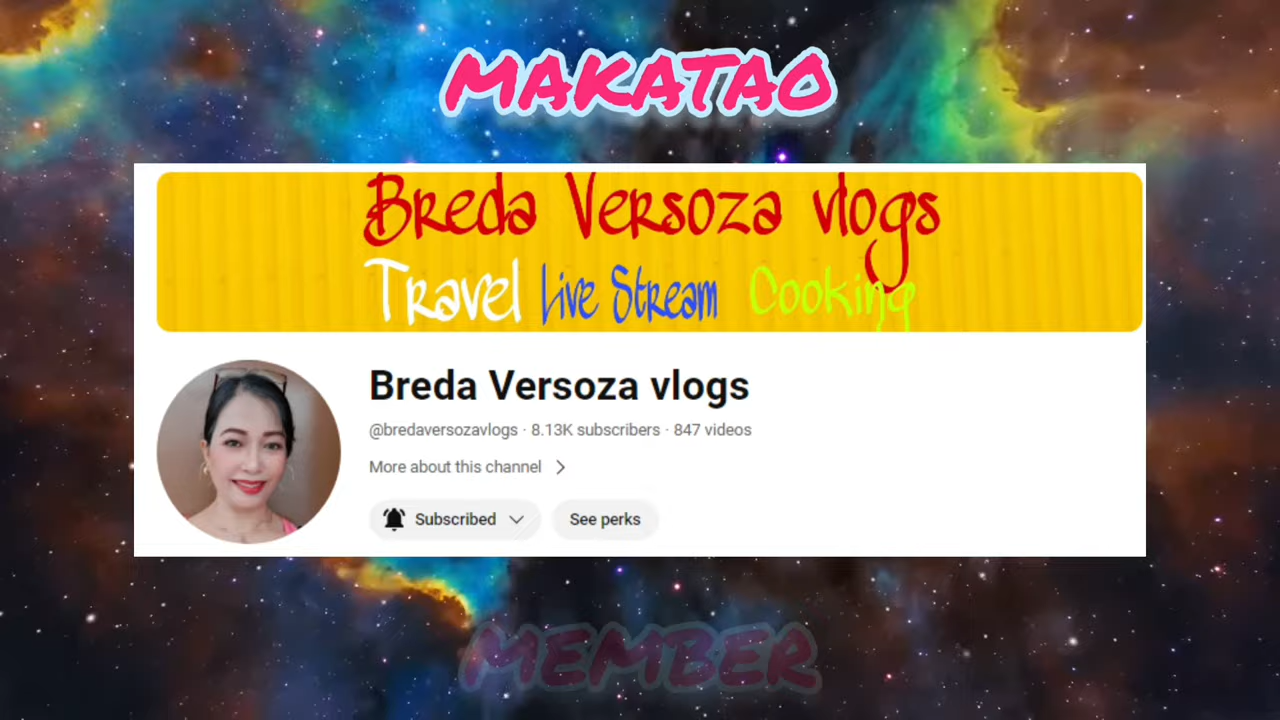 MAKATAO
Breda Versoza vlogs
Travel Live Stream Cooking
Breda Versoza vlogs
@bredaversozavlogs · 8.13K subscribers · 847 videos
More about this channel
Subscribed
See perks
MEMBER